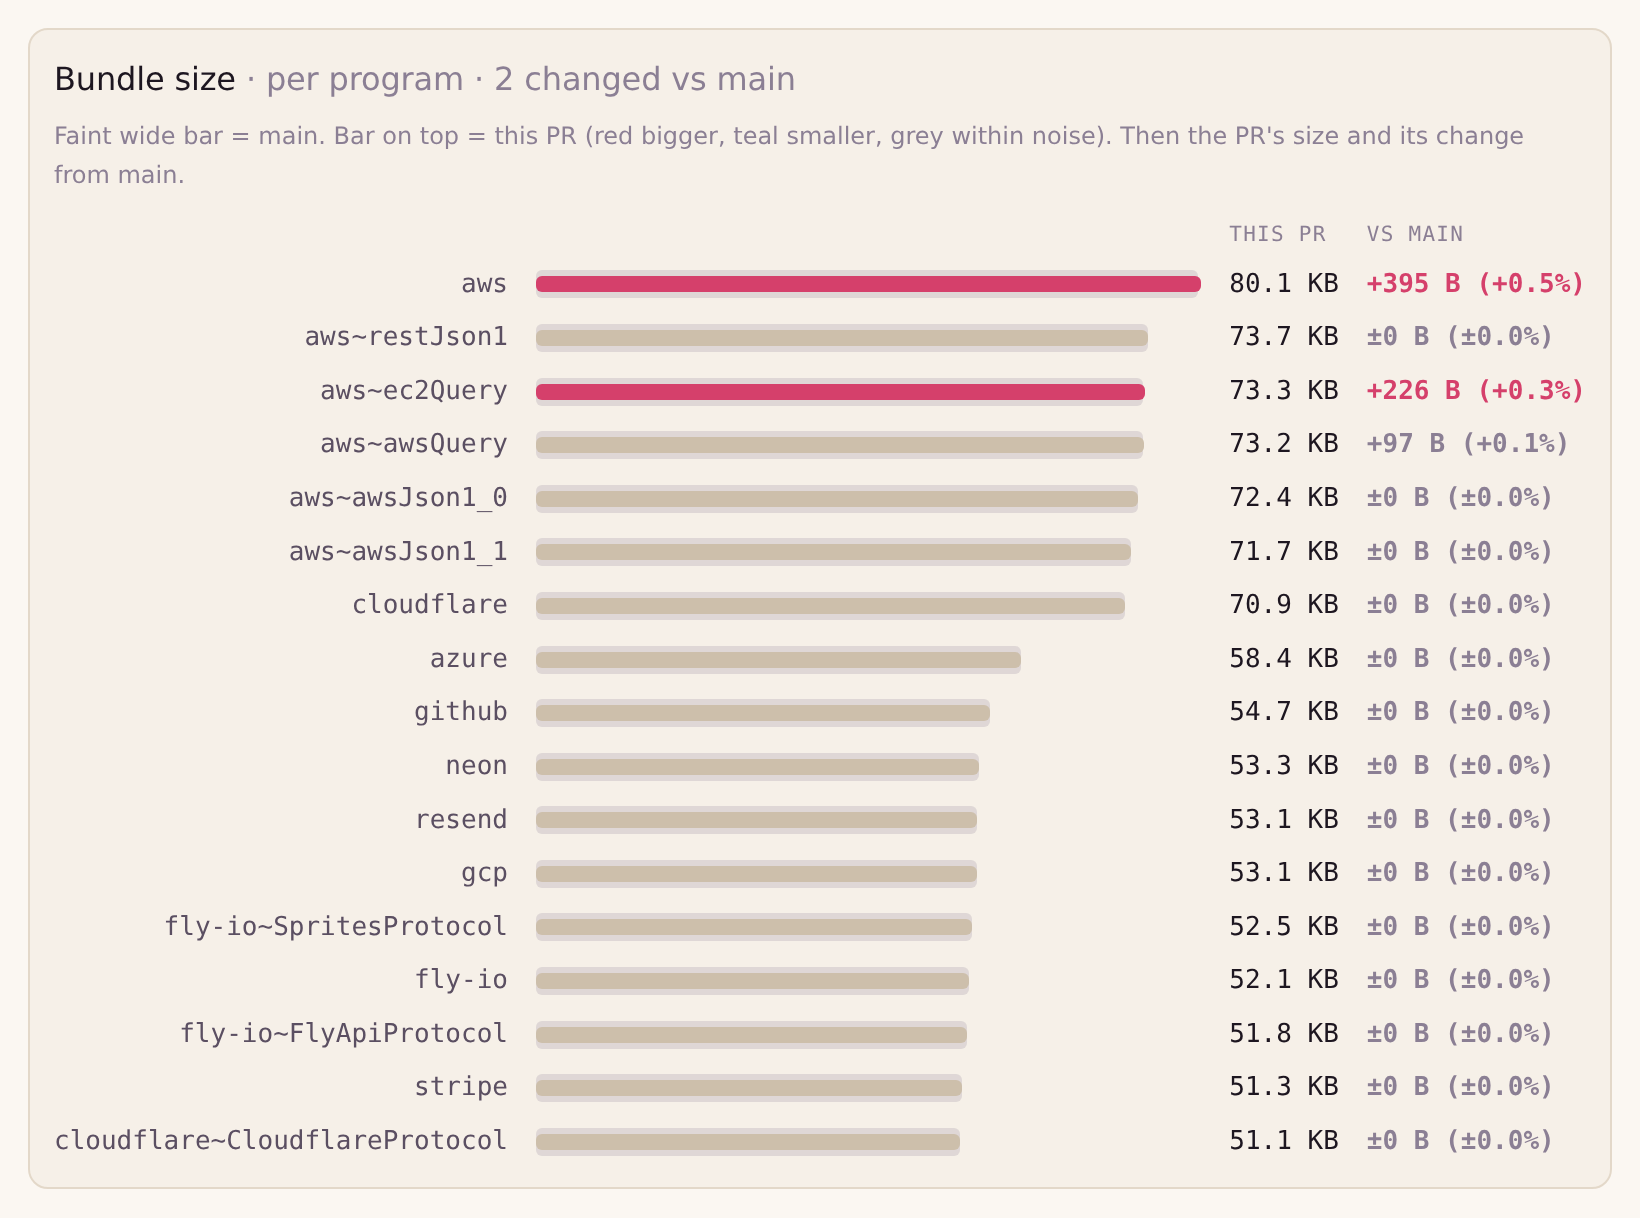 Bundle size · per program · 2 changed vs main
Faint wide bar = main. Bar on top = this PR (red bigger, teal smaller, grey within noise). Then the PR's size and its change
from main.
THIS PR VS MAIN
aws 80.1 KB +395 B (+0.5%)
aws~restJson1 73.7 KB ±0 B (±0.0%)
aws~ec2Query 73.3 KB +226 B (+0.3%)
aws~awsQuery 73.2 KB +97 B (+0.1%)
aws~awsJson1_0 72.4 KB ±0 B (±0.0%)
aws~awsJson1_1 71.7 KB ±0 B (±0.0%)
cloudflare 70.9 KB ±0 B (±0.0%)
azure 58.4 KB ±0 B (±0.0%)
github 54.7 KB ±0 B (±0.0%)
neon 53.3 KB ±0 B (±0.0%)
resend 53.1 KB ±0 B (±0.0%)
gcp 53.1 KB ±0 B (±0.0%)
fly-io~SpritesProtocol 52.5 KB ±0 B (±0.0%)
fly-io 52.1 KB ±0 B (±0.0%)
fly-io~FlyApiProtocol 51.8 KB ±0 B (±0.0%)
stripe 51.3 KB ±0 B (±0.0%)
cloudflare~CloudflareProtocol 51.1 KB ±0 B (±0.0%)